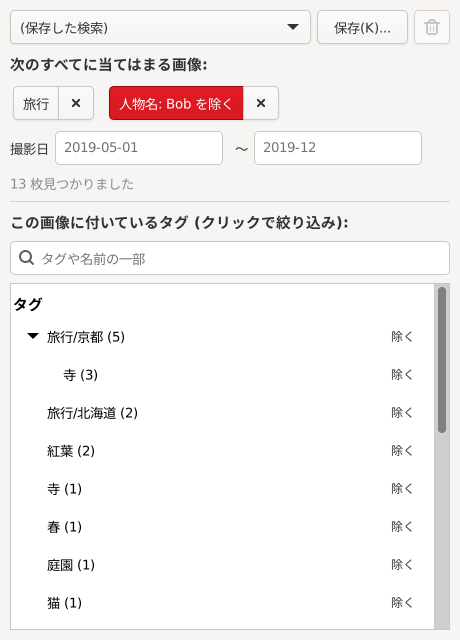 (保存した検索)
保存(K)...
次のすべてに当てはまる画像:
旅行 ×
人物名: Bob を除く ×
撮影日 2019-05-01 ～ 2019-12
13 枚見つかりました
この画像に付いているタグ (クリックで絞り込み):
タグや名前の一部
タグ
旅行/京都 (5) 除く
寺 (3) 除く
旅行/北海道 (2) 除く
紅葉 (2) 除く
寺 (1) 除く
春 (1) 除く
庭園 (1) 除く
猫 (1) 除く